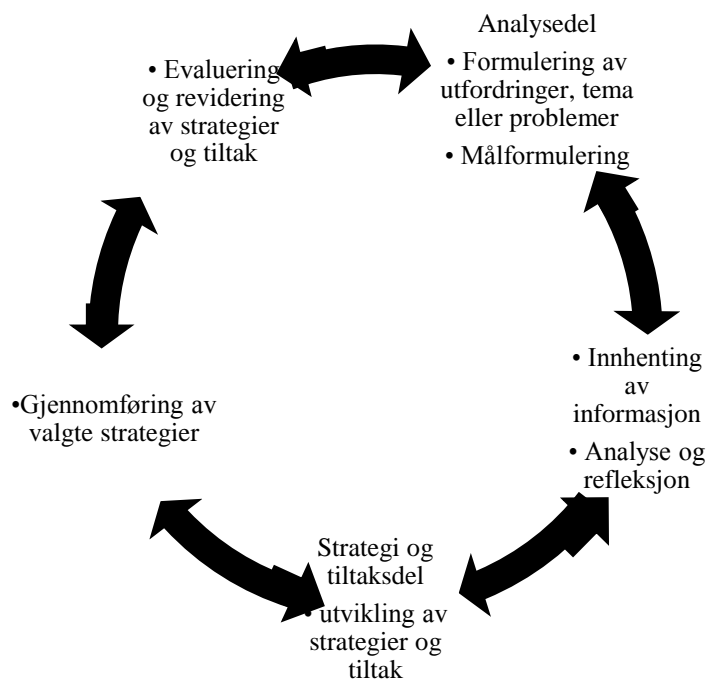 Analysedel
• Formulering av
utfordringer, tema
eller problemer
• Målformulering
• Innhenting
av
informasjon
• Analyse og
refleksjon
Strategi og
tiltaksdel
• utvikling av
strategier og
tiltak
•Gjennomføring av
valgte strategier
• Evaluering
og revidering
av strategier
og tiltak